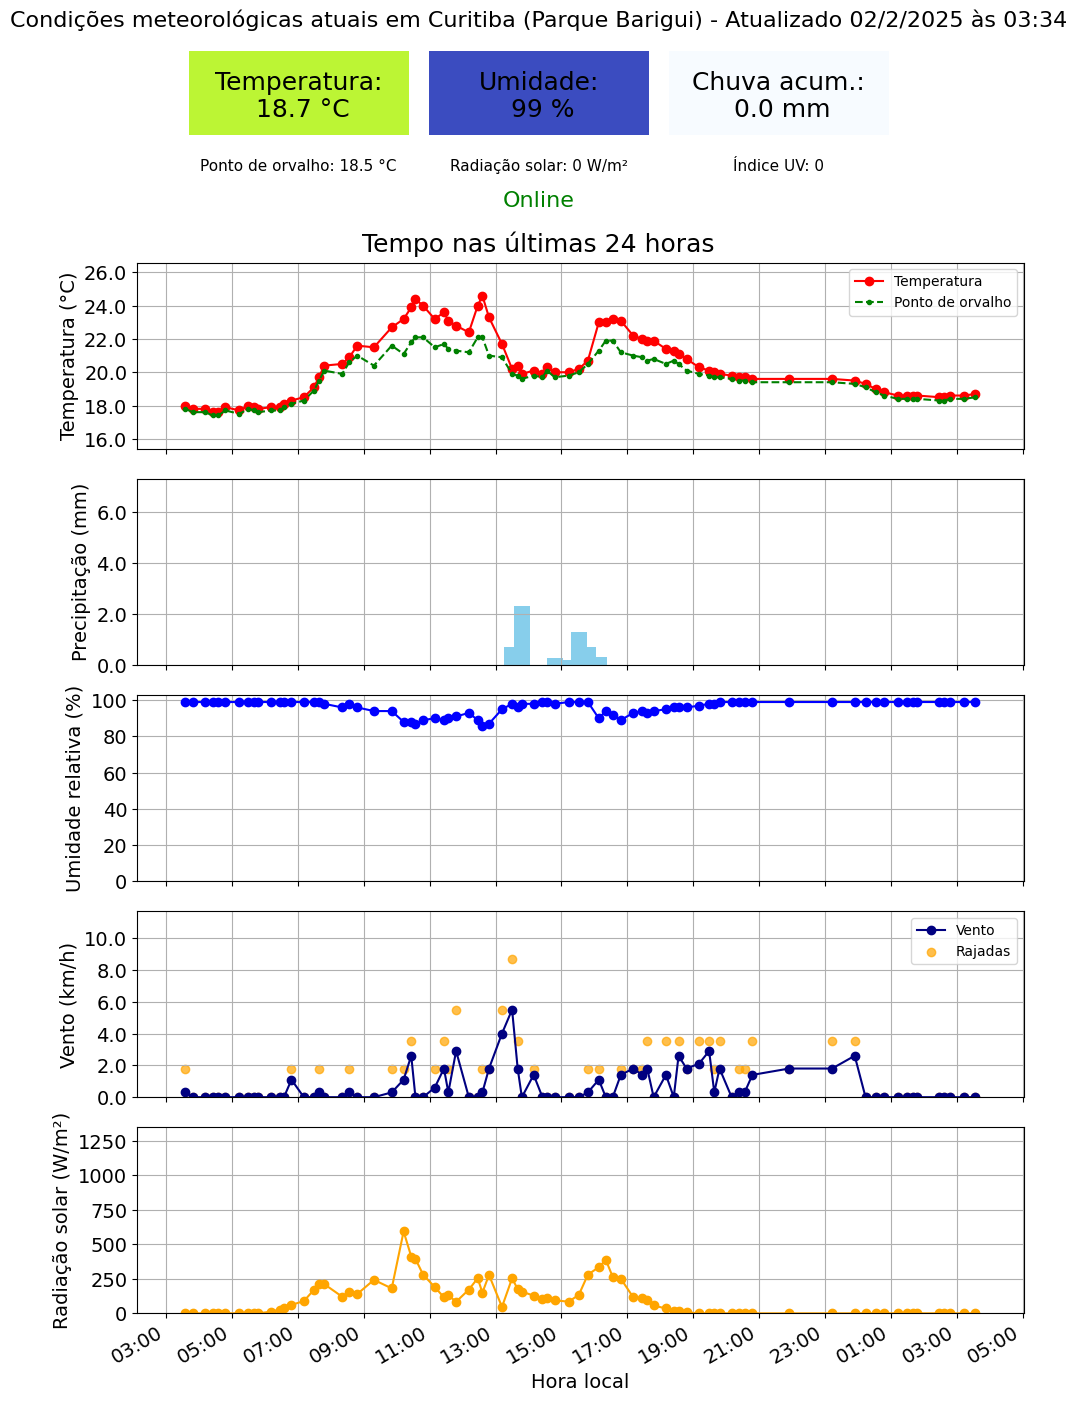 Condições meteorológicas atuais em Curitiba (Parque Barigui) - Atualizado 02/2/2025 às 03:34
Temperatura:
18.7 °C
Umidade:
99 %
Chuva acum.:
0.0 mm
Ponto de orvalho: 18.5 °C
Radiação solar: 0 W/m²
Índice UV: 0
Online
Tempo nas últimas 24 horas
Temperatura (°C)
26.0
24.0
22.0
20.0
18.0
16.0
Temperatura
Ponto de orvalho
Precipitação (mm)
6.0
4.0
2.0
0.0
Umidade relativa (%)
100
80
60
40
20
0
Vento (km/h)
10.0
8.0
6.0
4.0
2.0
0.0
Vento
Rajadas
Radiação solar (W/m²)
1250
1000
750
500
250
0
03:00
05:00
07:00
09:00
11:00
13:00
15:00
17:00
19:00
21:00
23:00
01:00
03:00
05:00
Hora local